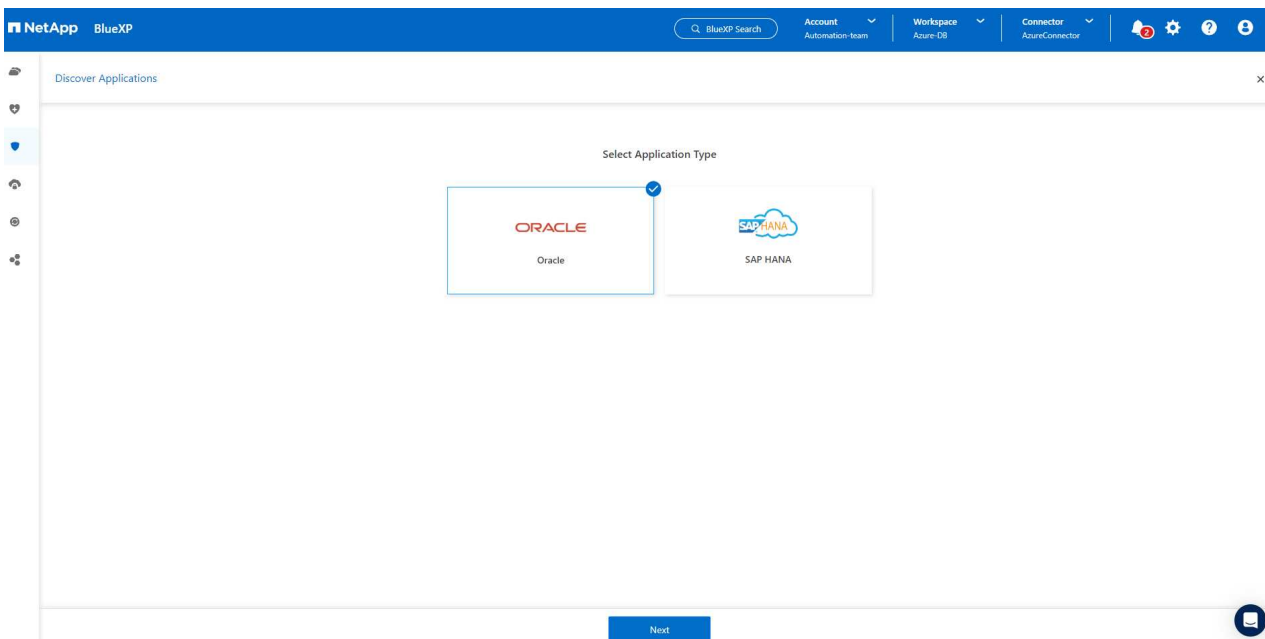 NetApp BlueXP
BlueXP Search
Account
Automation-team
Workspace
Azure-DB
Connector
AzureConnector
2
Discover Applications
Select Application Type
ORACLE
Oracle
SAP HANA
SAP HANA
Next